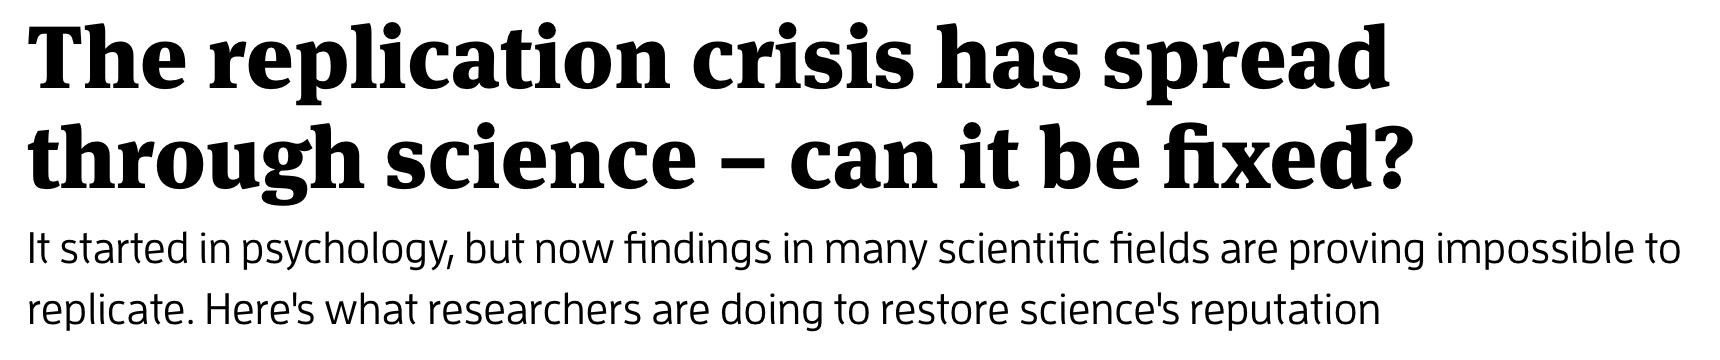 The replication crisis has spread
through science – can it be fixed?
It started in psychology, but now findings in many scientific fields are proving impossible to
replicate. Here's what researchers are doing to restore science's reputation